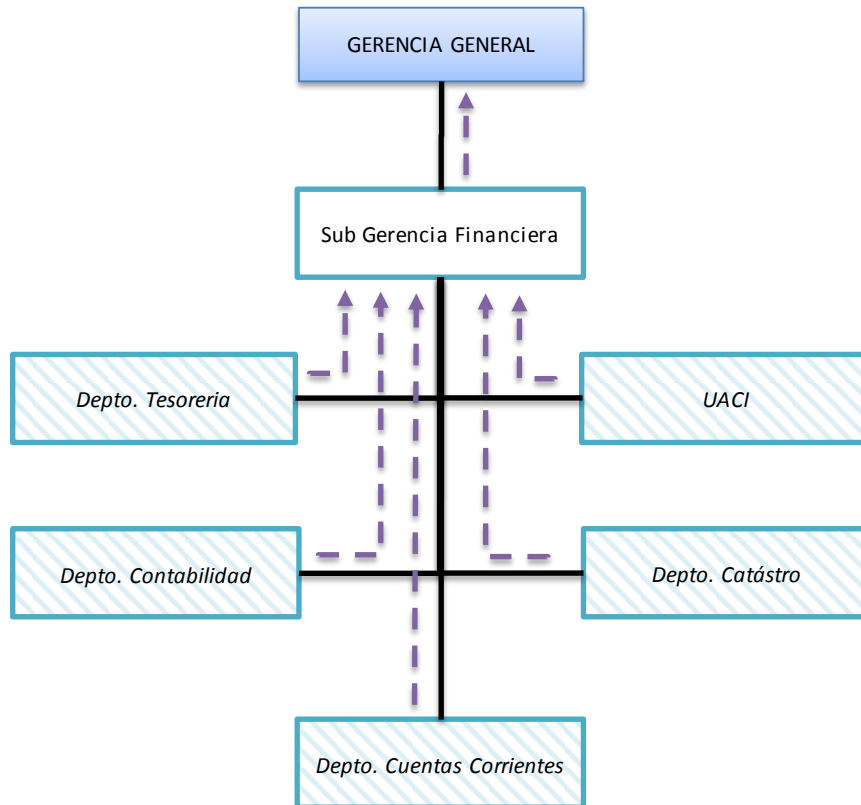 GERENCIA GENERAL
Sub Gerencia Financiera
Depto. Tesoreria
UACI
Depto. Contabilidad
Depto. Catástro
Depto. Cuentas Corrientes